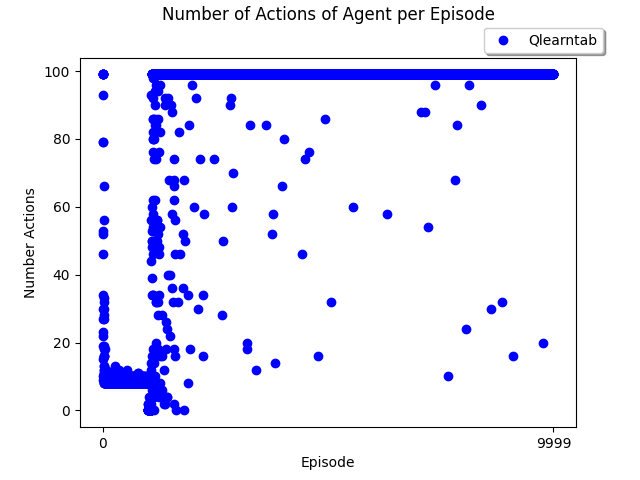 Number of Actions of Agent per Episode
Qlearntab
100
80
60
40
20
0
Number Actions
0 9999
Episode